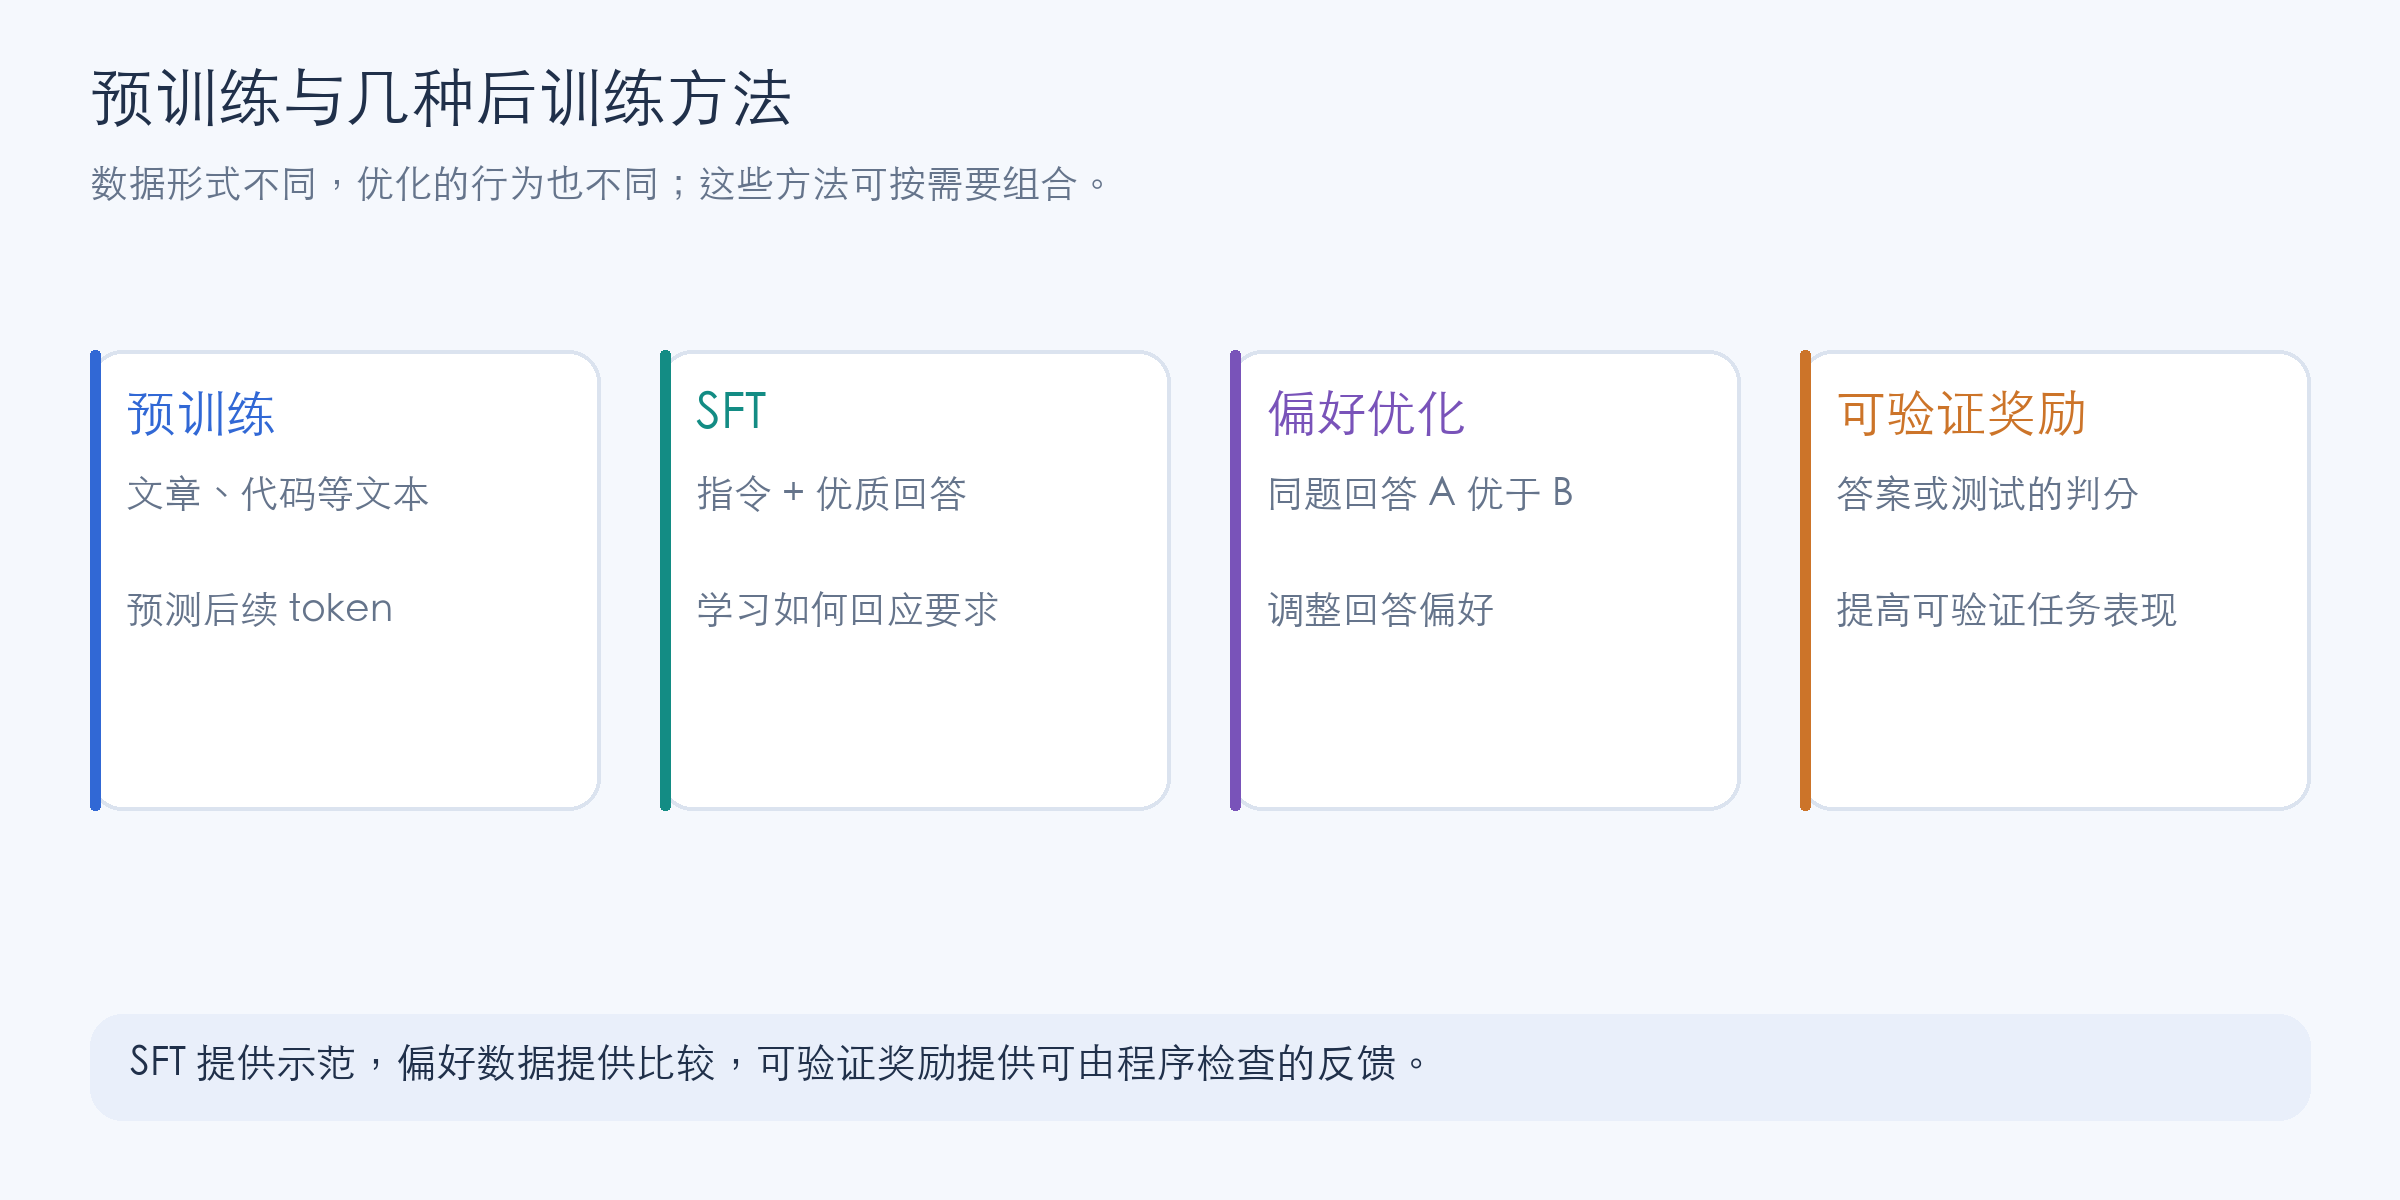 预训练与几种后训练方法
数据形式不同，优化的行为也不同；这些方法可按需要组合。
预训练
文章、代码等文本
预测后续 token
SFT
指令 + 优质回答
学习如何回应要求
偏好优化
同题回答 A 优于 B
调整回答偏好
可验证奖励
答案或测试的判分
提高可验证任务表现
SFT 提供示范，偏好数据提供比较，可验证奖励提供可由程序检查的反馈。